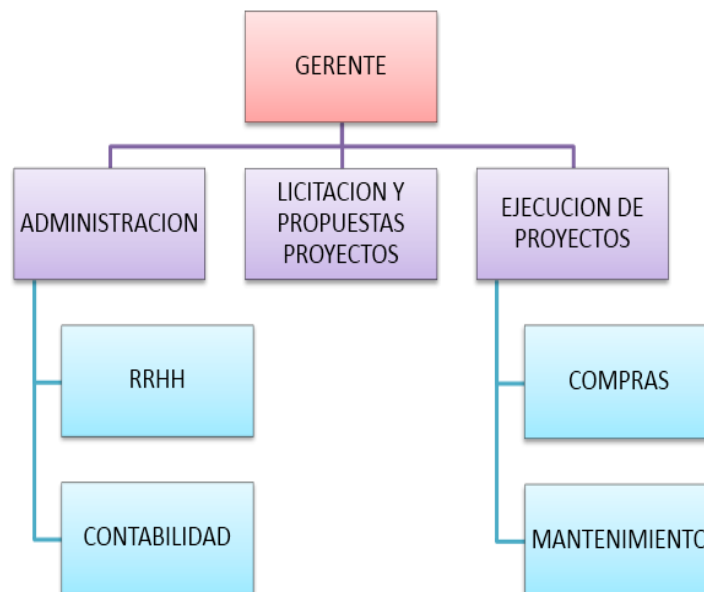 GERENTE
ADMINISTRACION
LICITACION Y
PROPUESTAS
PROYECTOS
EJECUCION DE
PROYECTOS
RRHH
COMPRAS
CONTABILIDAD
MANTENIMIENTO